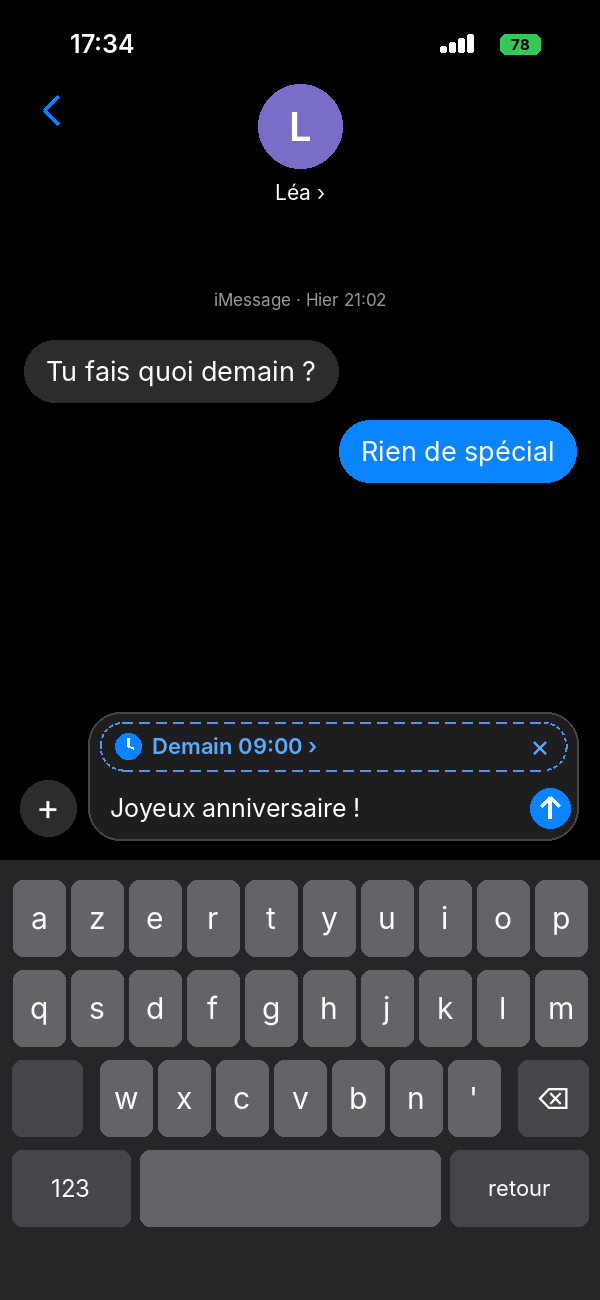 17:34
78
L
Léa ›
iMessage · Hier 21:02
Tu fais quoi demain ?
Rien de spécial
Demain 09:00 › ×
+ Joyeux anniversaire !
a z e r t y u i o p
q s d f g h j k l m
w x c v b n '
123 retour